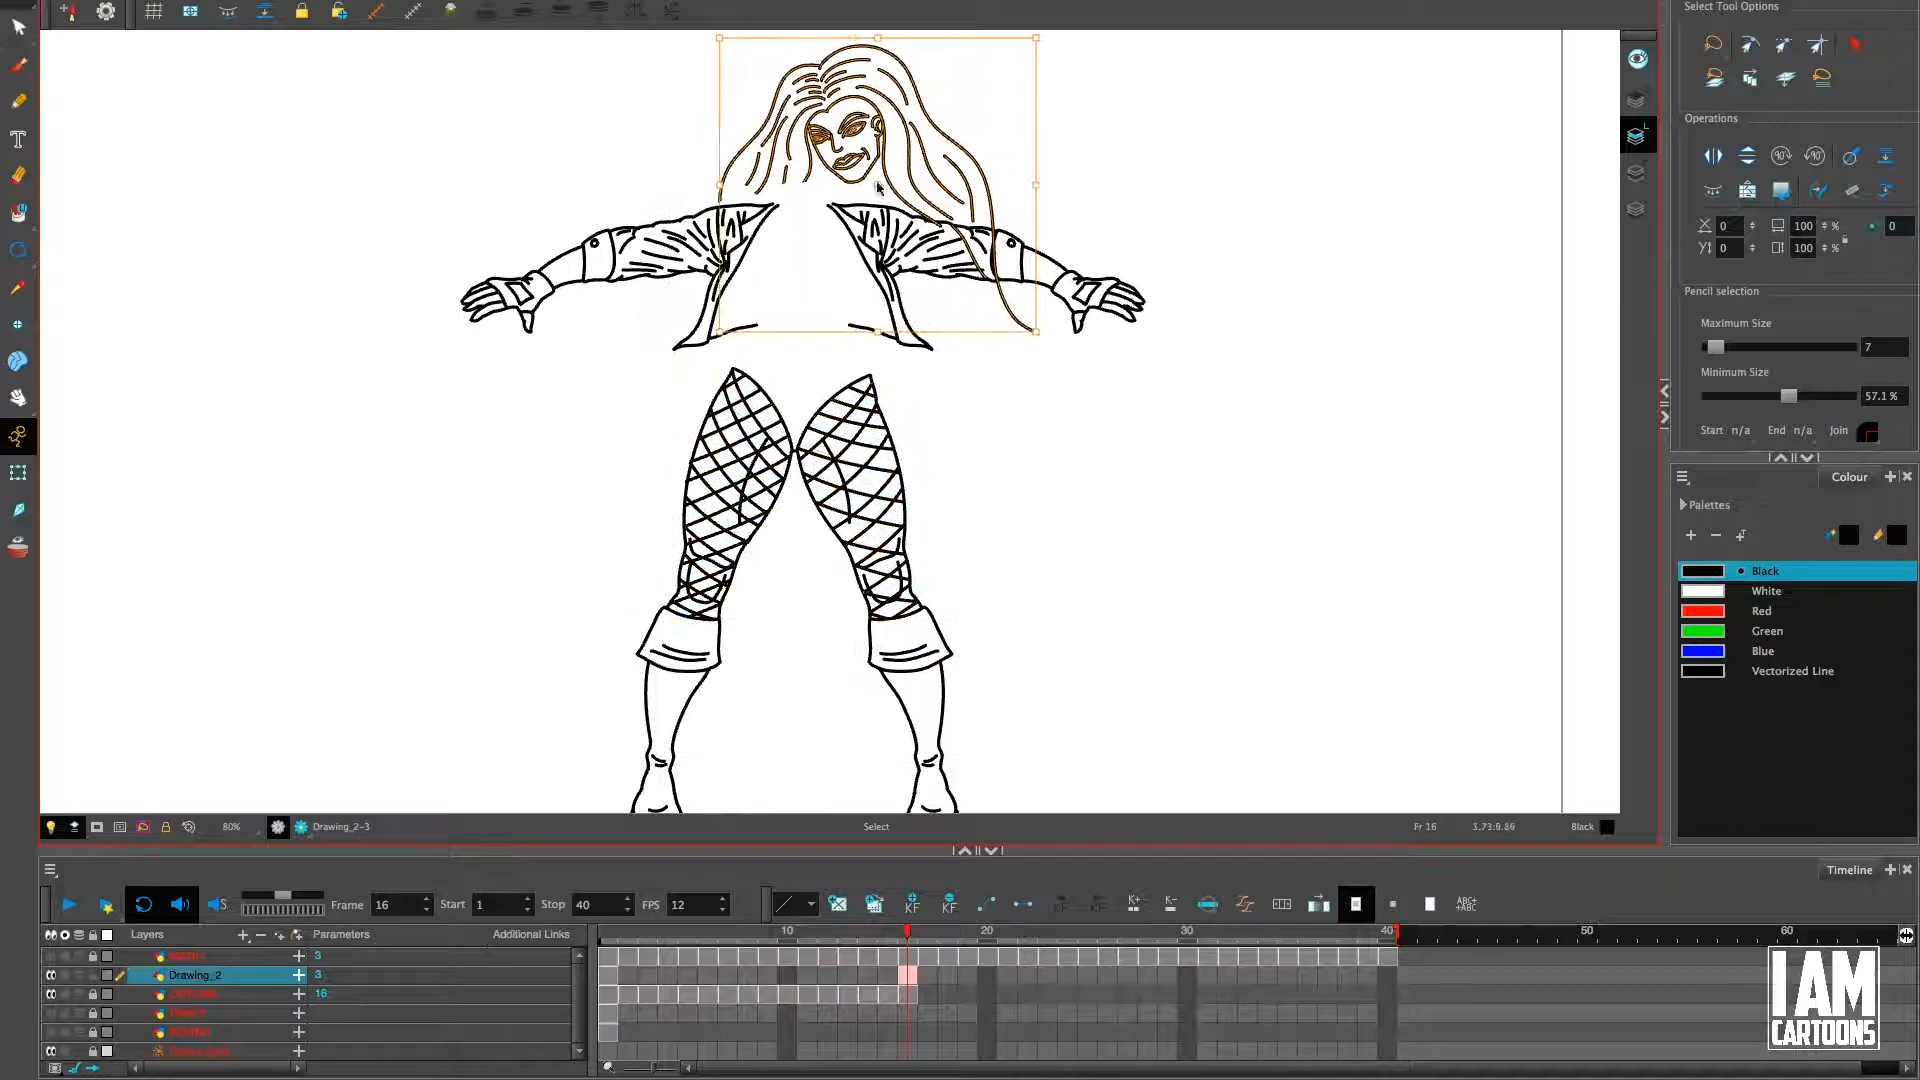 Select Tool Options
Operations
0 100 % 0
0 100 %
Pencil selection
Maximum Size
7
Minimum Size
57.1 %
Start n/a End n/a Join
Colour
Palettes
Black
White
Red
Green
Blue
Vectorized Line
80% Drawing_2-3 Select Fr 16 Black
Timeline
Frame 16 Start 1 Stop 40 FPS 12
Layers Parameters Additional Links 10 20 30 40 50 60
3
Drawing_2 3
16
I AM
CARTOONS